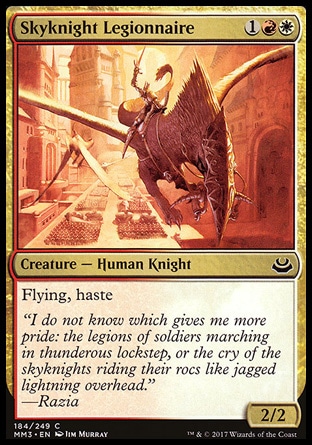 Skyknight Legionnaire 1
Creature — Human Knight
Flying, haste
“I do not know which gives me more
pride: the legions of soldiers marching
in thunderous lockstep, or the cry of the
skyknights riding their rocs like jagged
lightning overhead.”
—Razia
2/2
184/249 C
MM3 • EN Jim Murray
™ & © 2017 Wizards of the Coast